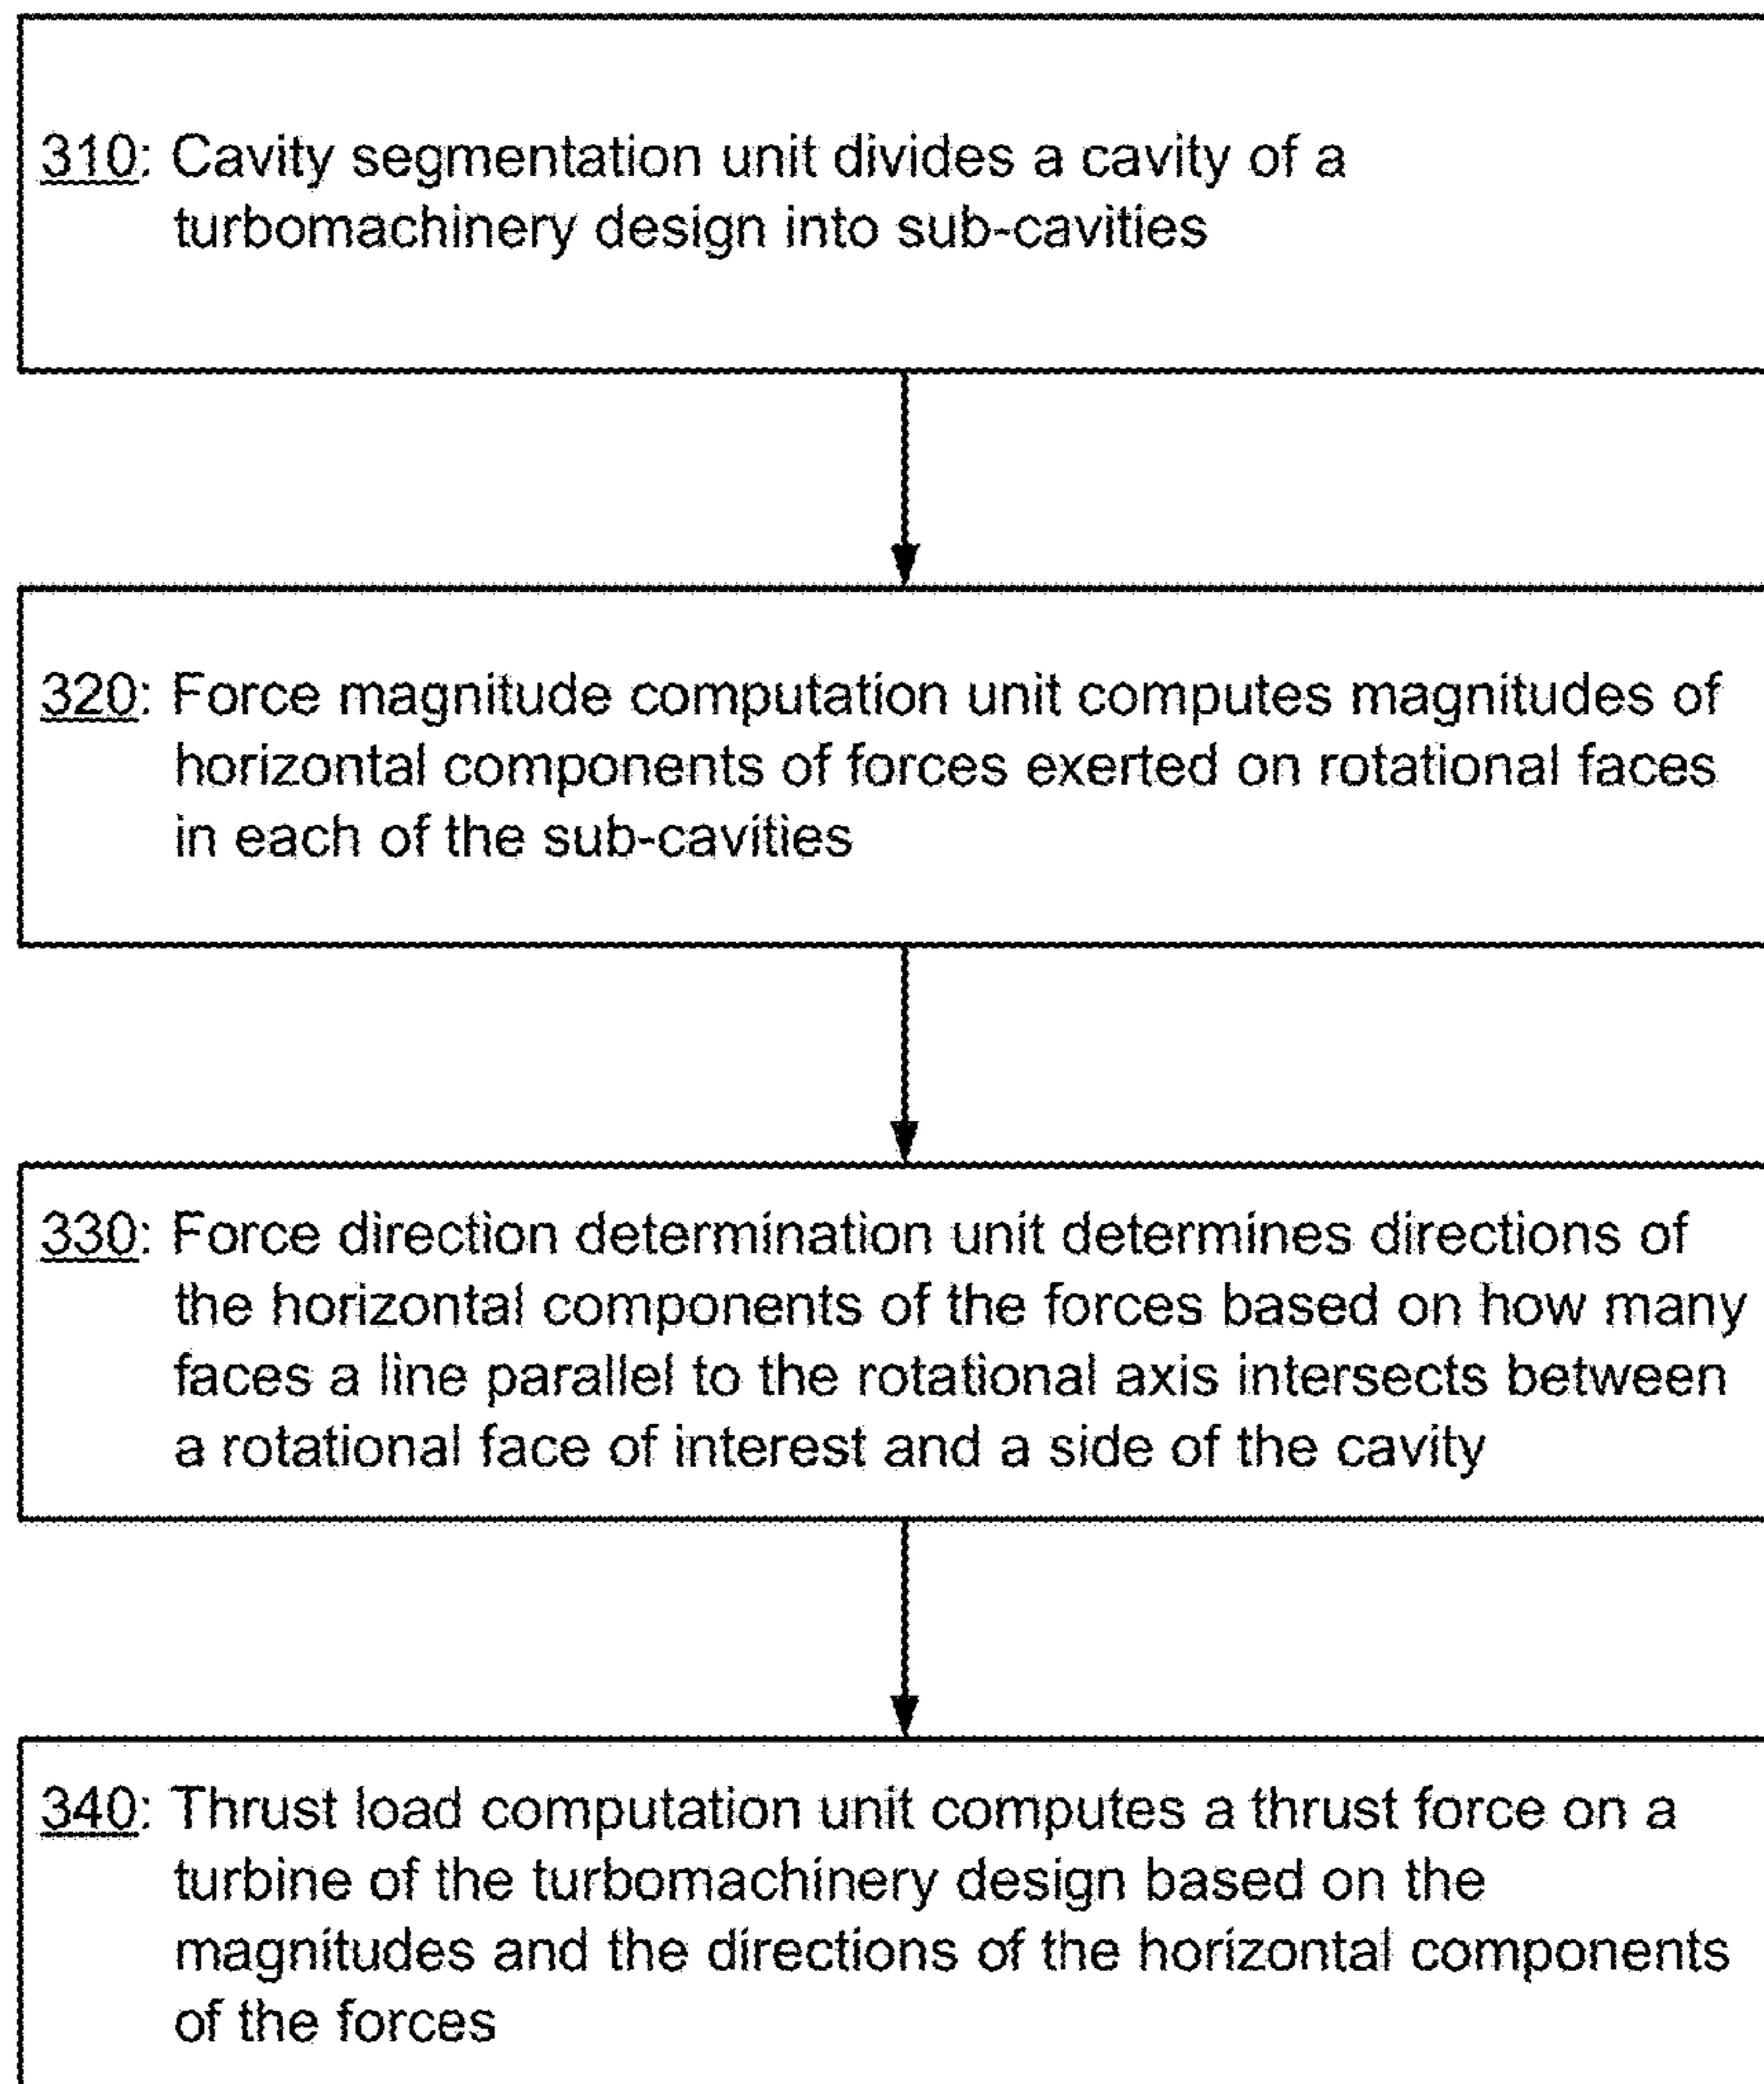 310: Cavity segmentation unit divides a cavity of a
turbomachinery design into sub-cavities
320: Force magnitude computation unit computes magnitudes of
horizontal components of forces exerted on rotational faces
in each of the sub-cavities
330: Force direction determination unit determines directions of
the horizontal components of the forces based on how many
faces a line parallel to the rotational axis intersects between
a rotational face of interest and a side of the cavity
340: Thrust load computation unit computes a thrust force on a
turbine of the turbomachinery design based on the
magnitudes and the directions of the horizontal components
of the forces